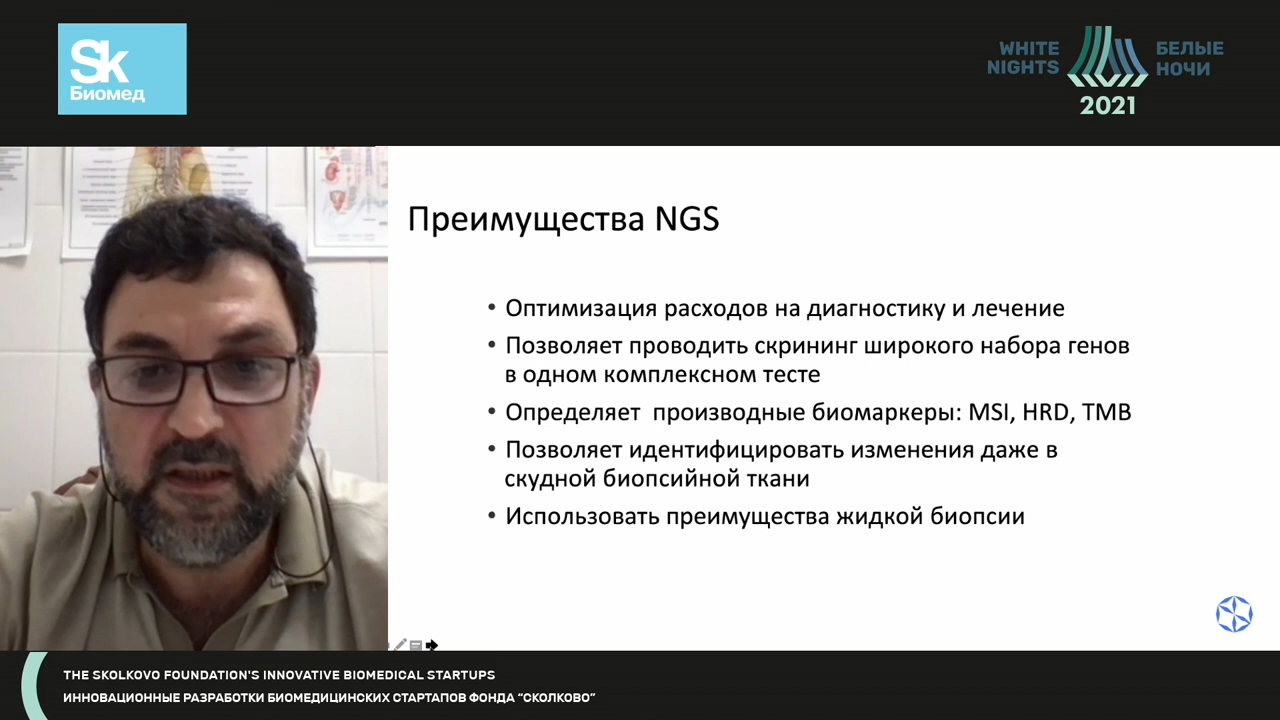 Sk
Биомед
WHITE
NIGHTS
БЕЛЫЕ
НОЧИ
2021
Преимущества NGS
• Оптимизация расходов на диагностику и лечение
• Позволяет проводить скрининг широкого набора генов
в одном комплексном тесте
• Определяет производные биомаркеры: MSI, HRD, TMB
• Позволяет идентифицировать изменения даже в
скудной биопсийной ткани
• Использовать преимущества жидкой биопсии
THE SKOLKOVO FOUNDATION'S INNOVATIVE BIOMEDICAL STARTUPS
ИННОВАЦИОННЫЕ РАЗРАБОТКИ БИОМЕДИЦИНСКИХ СТАРТАПОВ ФОНДА "СКОЛКОВО"